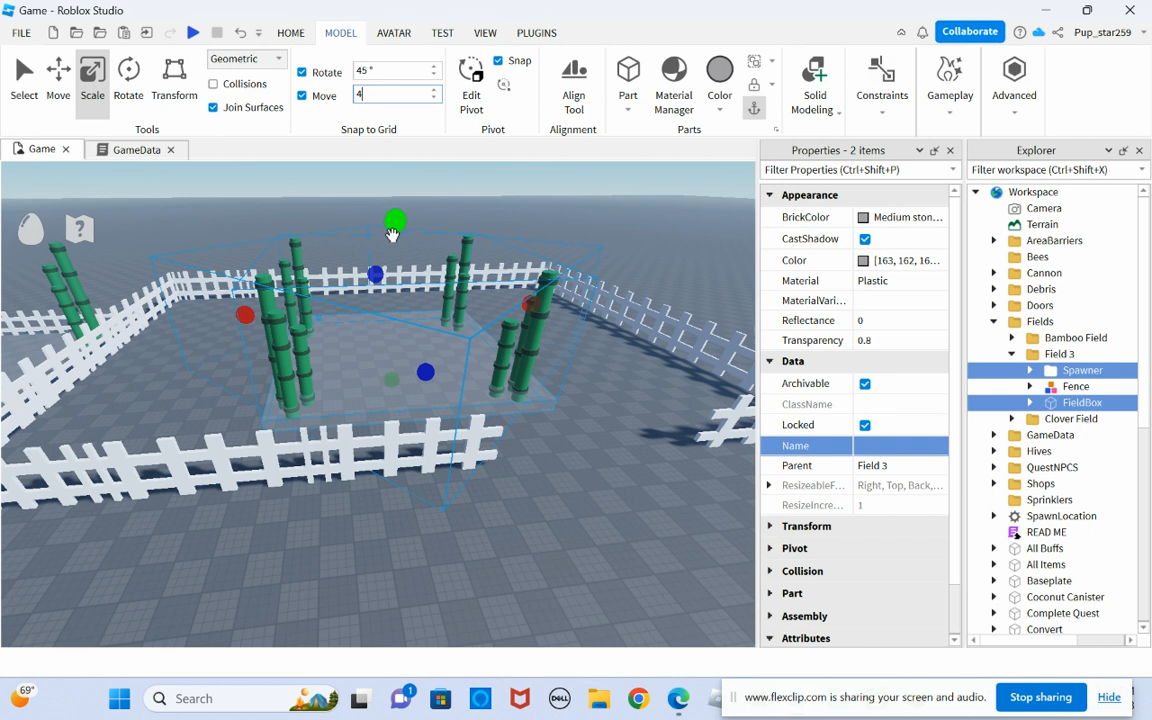 Game - Roblox Studio
FILE HOME MODEL AVATAR TEST VIEW PLUGINS Collaborate Pup_star259
Select Move Scale Rotate Transform
Geometric
Collisions
Join Surfaces
Tools
Rotate 45 °
Move 4
Snap to Grid
Edit
Pivot
Snap
Pivot
Align
Tool
Alignment
Part
Material
Manager
Color
Parts
Solid
Modeling
Constraints
Gameplay
Advanced
Game GameData
?
Properties - 2 items
Filter Properties (Ctrl+Shift+P)
Appearance
BrickColor Medium ston...
CastShadow
Color [163, 162, 16...
Material Plastic
MaterialVari...
Reflectance 0
Transparency 0.8
Data
Archivable
ClassName
Locked
Name
Parent Field 3
ResizeableF... Right, Top, Back,...
ResizeIncre... 1
Transform
Pivot
Collision
Part
Assembly
Attributes
Explorer
Filter workspace (Ctrl+Shift+X)
Workspace
Camera
Terrain
AreaBarriers
Bees
Cannon
Debris
Doors
Fields
Bamboo Field
Field 3
Spawner
Fence
FieldBox
Clover Field
GameData
Hives
QuestNPCS
Shops
Sprinklers
SpawnLocation
READ ME
All Buffs
All Items
Baseplate
Coconut Canister
Complete Quest
Convert
69°
Search
1
DELL
www.flexclip.com is sharing your screen and audio. Stop sharing Hide